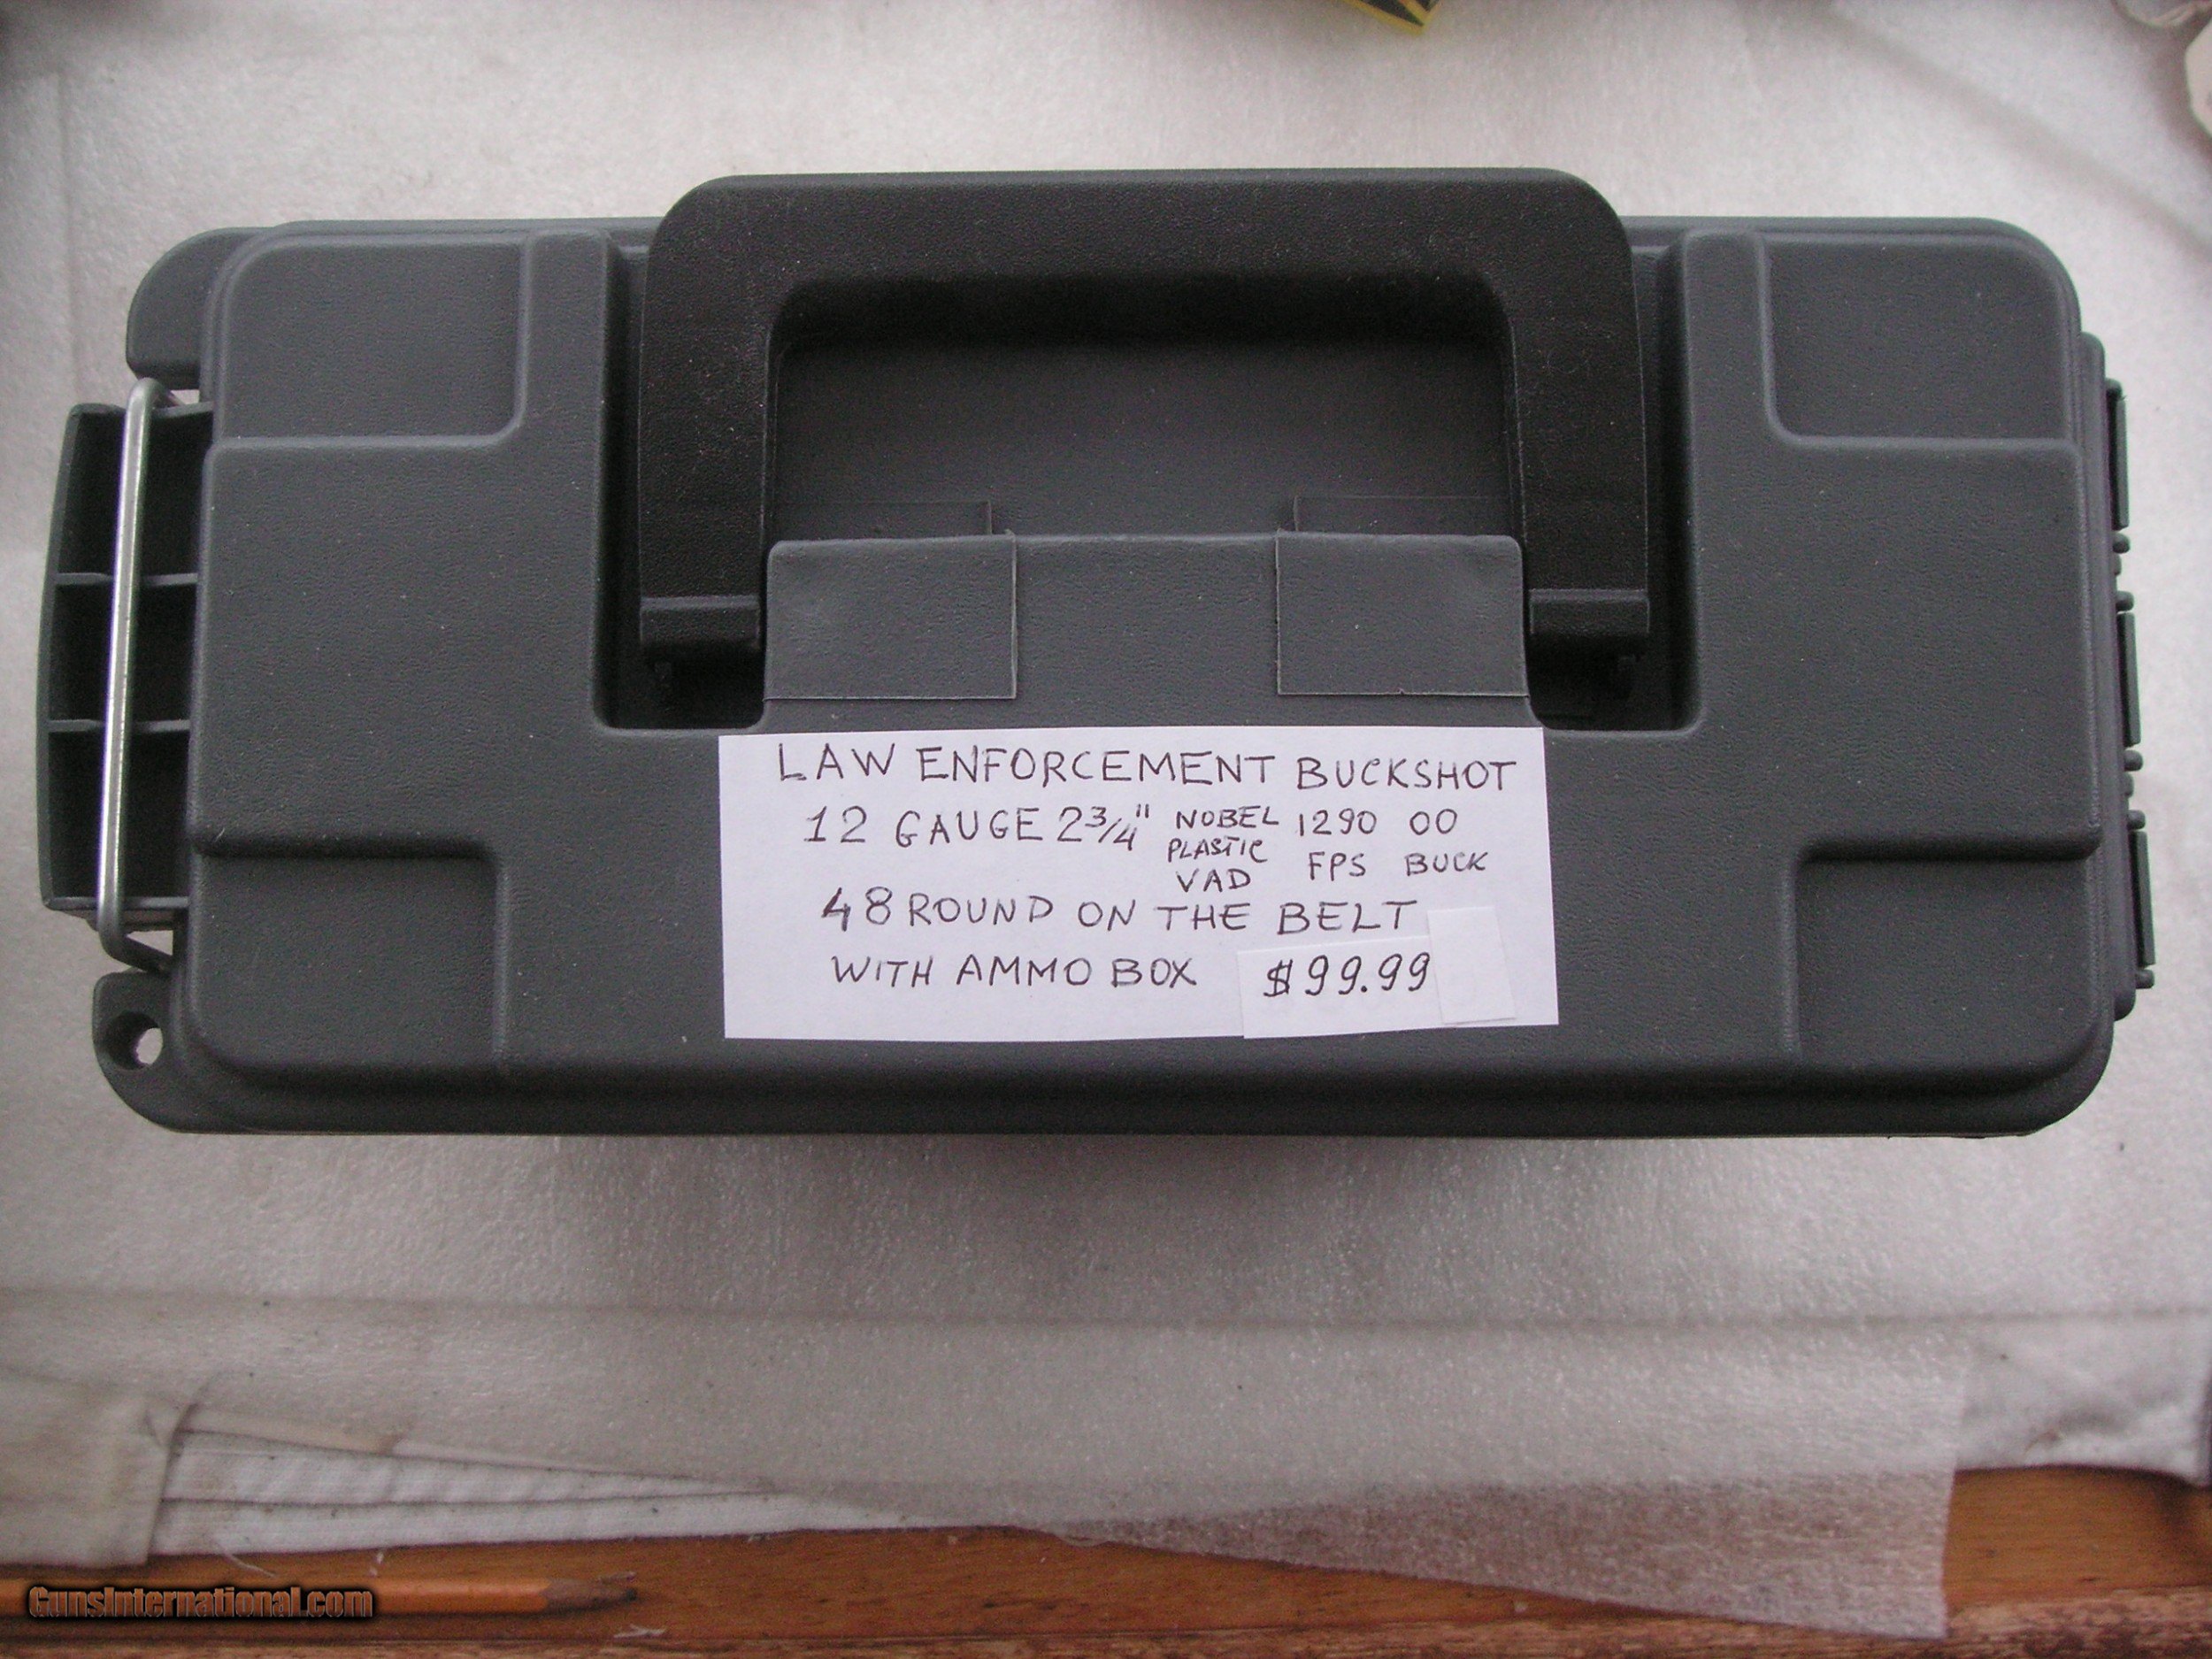 LAW ENFORCEMENT BUCKSHOT
12 GAUGE 2 3/4" NOBEL 1290 00
PLASTIC FPS BUCK
VAD
48 ROUND ON THE BELT
WITH AMMO BOX $99.99
GunsInternational.com